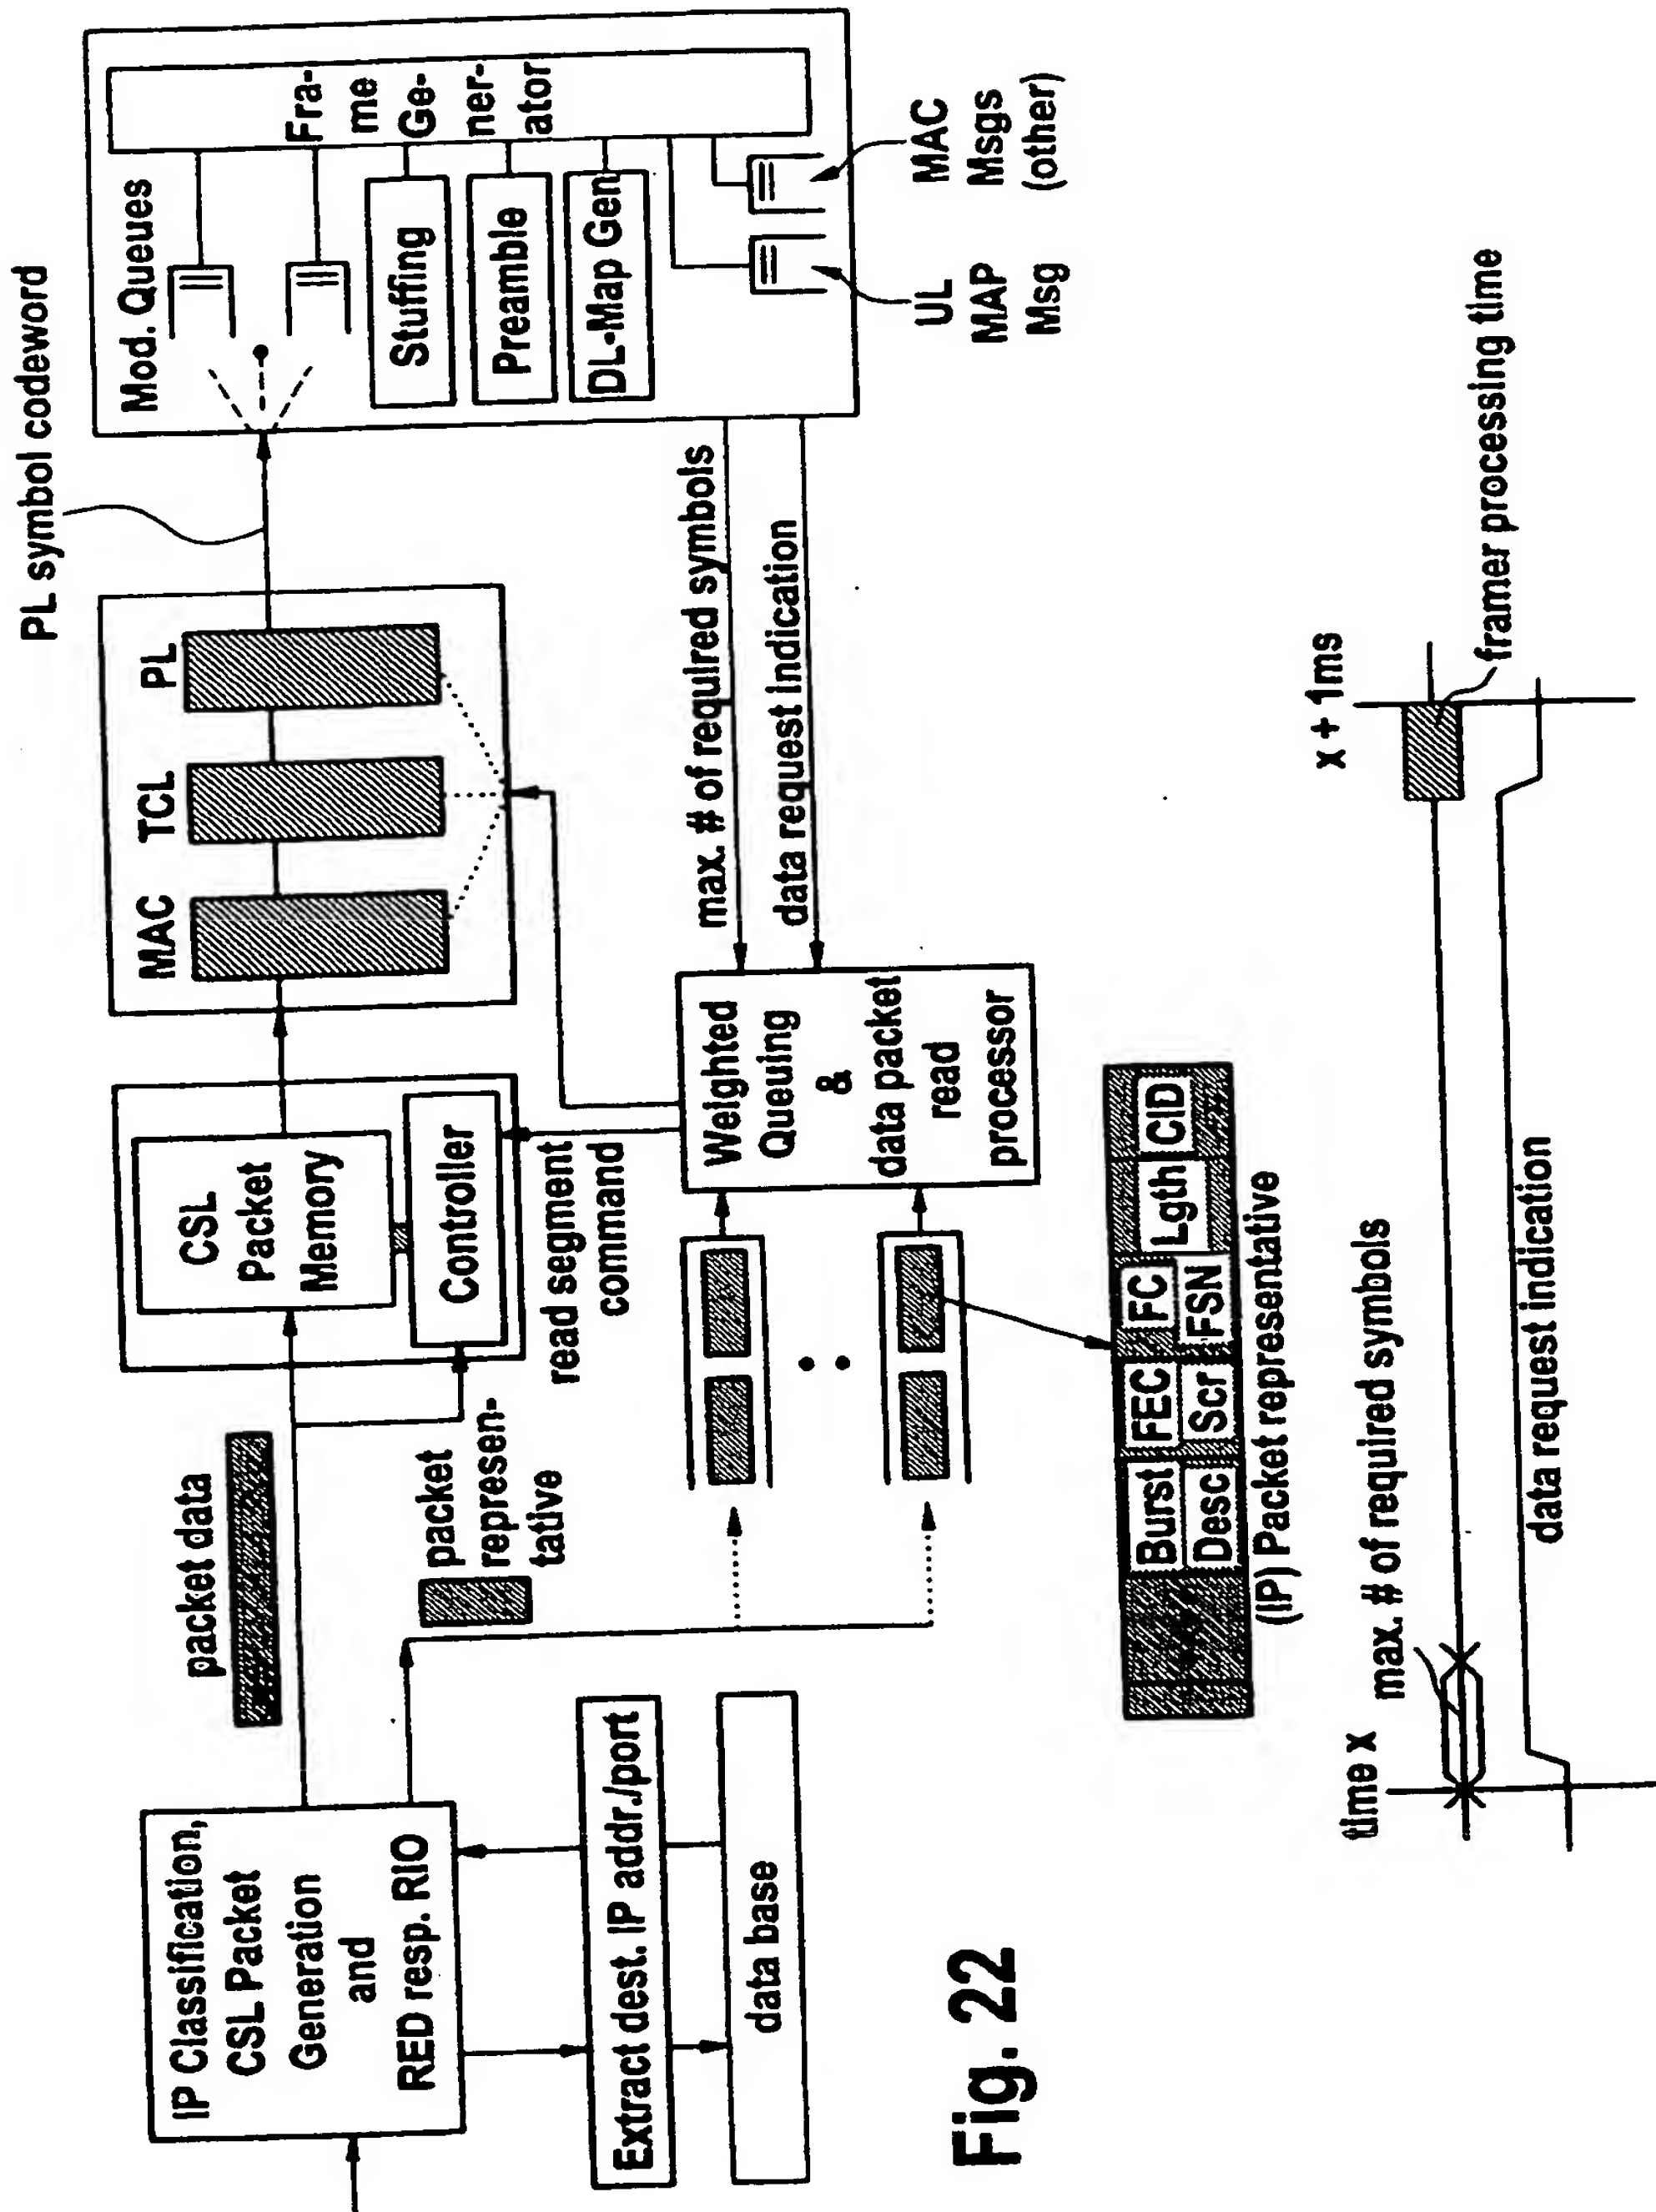 IP Classification,
CSL Packet
Generation
and
RED resp. RIO
Extract dest. IP addr./port
data base
packet data
packet
represen-
tative
CSL
Packet
Memory
Controller
read segment
command
MAC
TCL
PL
PL symbol codeword
Mod. Queues
Fra-
me
Ge-
ner-
ator
Stuffing
Preamble
DL-Map Gen
UL
MAP
Msg
MAC
Msgs
(other)
max. # of required symbols
data request indication
Weighted
Queuing
&
data packet
read
processor
Burst
Desc
FEC
Scr
FC
FSN
Lgth
CID
(IP) Packet representative
time x
max. # of required symbols
data request indication
x + 1ms
framer processing time
Fig. 22